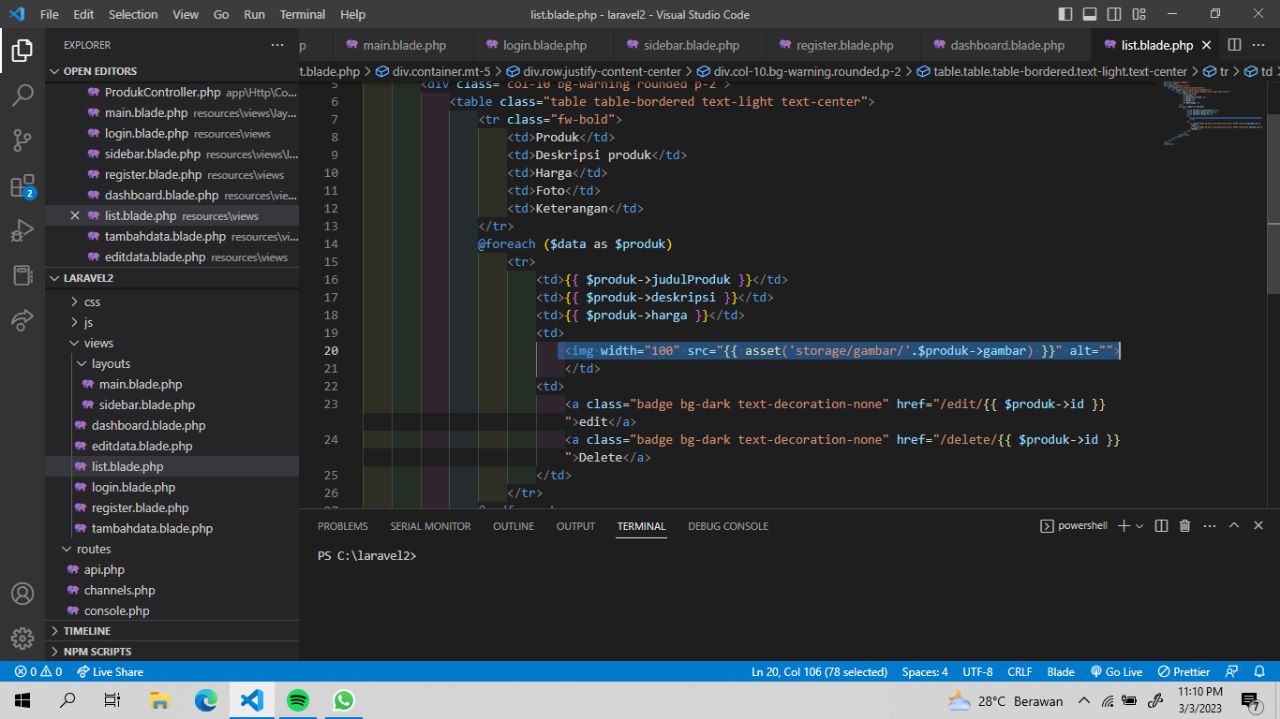 File Edit Selection View Go Run Terminal Help list.blade.php - laravel2 - Visual Studio Code
EXPLORER
OPEN EDITORS
ProdukController.php app\Http\Co...
main.blade.php resources\views\lay...
login.blade.php resources\views
sidebar.blade.php resources\views\l...
register.blade.php resources\views
dashboard.blade.php resources\vie...
list.blade.php resources\views
tambahdata.blade.php resources\vi...
editdata.blade.php resources\views
LARAVEL2
css
js
views
layouts
main.blade.php
sidebar.blade.php
dashboard.blade.php
editdata.blade.php
list.blade.php
login.blade.php
register.blade.php
tambahdata.blade.php
routes
api.php
channels.php
console.php
TIMELINE
NPM SCRIPTS
2
p main.blade.php login.blade.php sidebar.blade.php register.blade.php dashboard.blade.php list.blade.php
t.blade.php > div.container.mt-5 > div.row.justify-content-center > div.col-10.bg-warning.rounded.p-2 > table.table.table-bordered.text-light.text-center > tr > td
5 <div class="col-10 bg-warning rounded p-2">
6 <table class="table table-bordered text-light text-center">
7 <tr class="fw-bold">
8 <td>Produk</td>
9 <td>Deskripsi produk</td>
10 <td>Harga</td>
11 <td>Foto</td>
12 <td>Keterangan</td>
13 </tr>
14 @foreach ($data as $produk)
15 <tr>
16 <td>{{ $produk->judulProduk }}</td>
17 <td>{{ $produk->deskripsi }}</td>
18 <td>{{ $produk->harga }}</td>
19 <td>
20 <img width="100" src="{{ asset('storage/gambar/'.$produk->gambar) }}" alt="">
21 </td>
22 <td>
23 <a class="badge bg-dark text-decoration-none" href="/edit/{{ $produk->id }}
">edit</a>
24 <a class="badge bg-dark text-decoration-none" href="/delete/{{ $produk->id }}
">Delete</a>
25 </td>
26 </tr>
PROBLEMS SERIAL MONITOR OUTLINE OUTPUT TERMINAL DEBUG CONSOLE powershell
PS C:\laravel2>
0 0 Live Share Ln 20, Col 106 (78 selected) Spaces: 4 UTF-8 CRLF Blade Go Live Prettier
28°C Berawan 11:10 PM
3/3/2023
7